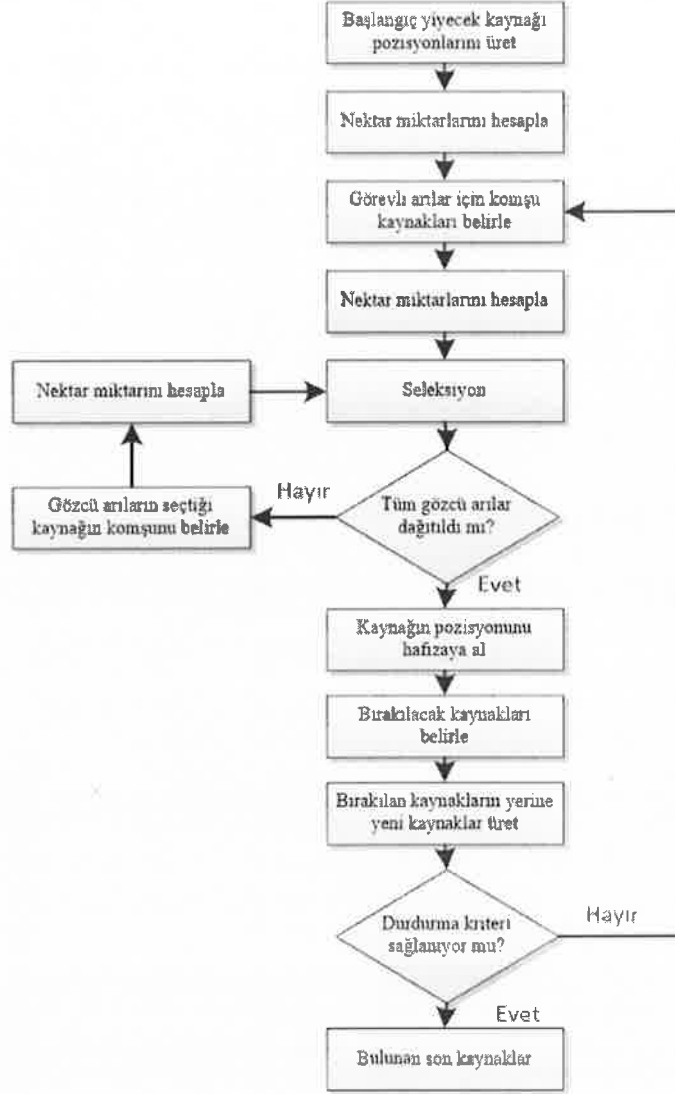 Başlangıç yiyecek kaynağı
pozisyonlarını üret
Nektar miktarlarını hesapla
Görevli arılar için komşu
kaynakları belirle
Nektar miktarlarını hesapla
Nektar miktarını hesapla
Seleksiyon
Gözcü arıların seçtiği
kaynağın komşunu belirle
Hayır
Tüm gözcü arılar
dağıtıldı mı?
Evet
Kaynağın pozisyonunu
hafızaya al
Bırakılacak kaynakları
belirle
Bırakılan kaynakların yerine
yeni kaynaklar üret
Durdurma kriteri
sağlanıyor mu?
Hayır
Evet
Bulunan son kaynaklar